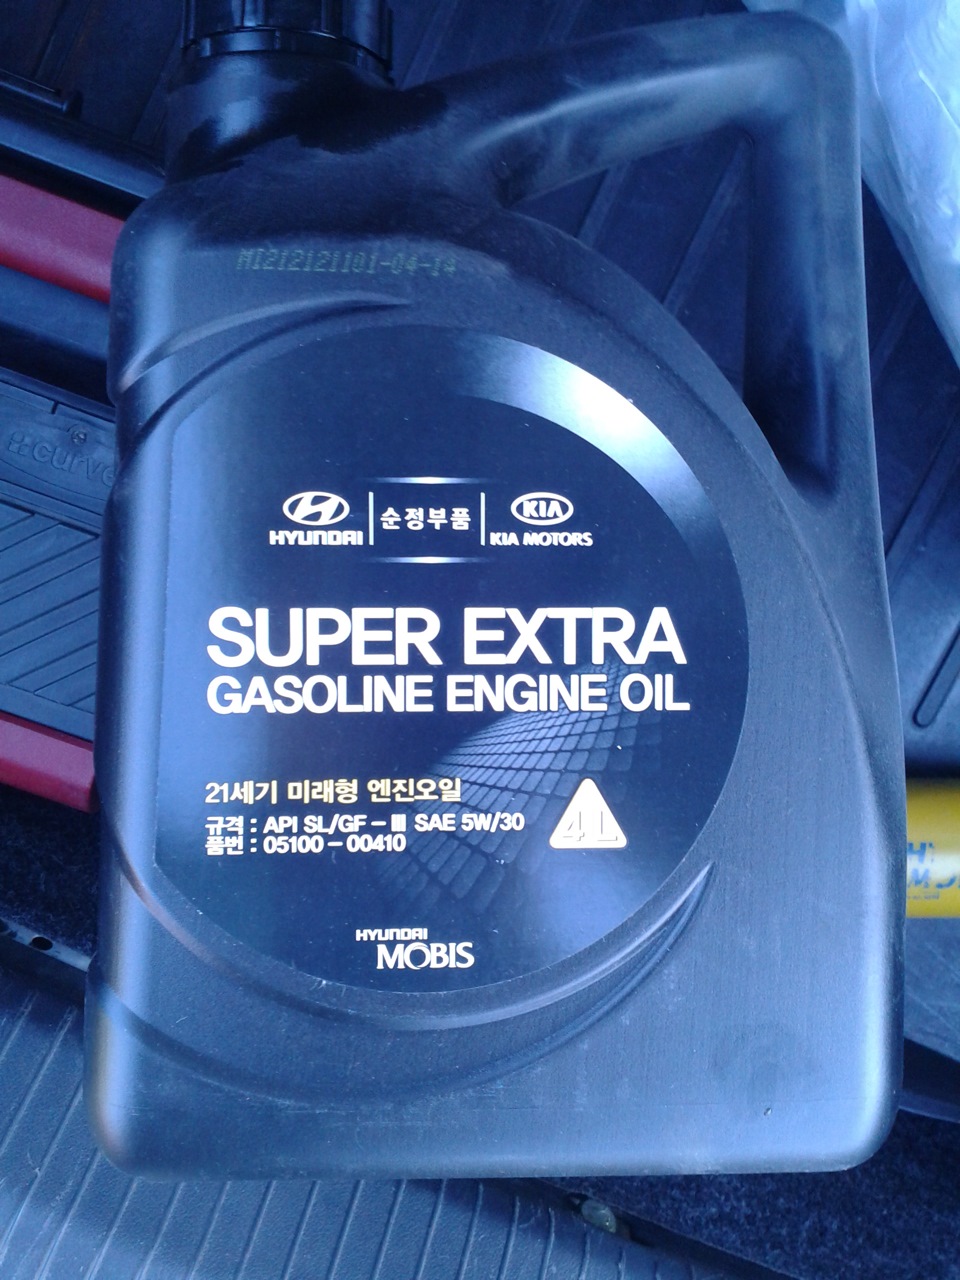 MI212121101-04-14
curve
HYUNDAI 순정부품 KIA KIA MOTORS
SUPER EXTRA
GASOLINE ENGINE OIL
21세기 미래형 엔진오일
규격 : API SL/GF-Ⅲ SAE 5W/30
품번 : 05100-00410
4L
HYUNDAI
MOBIS